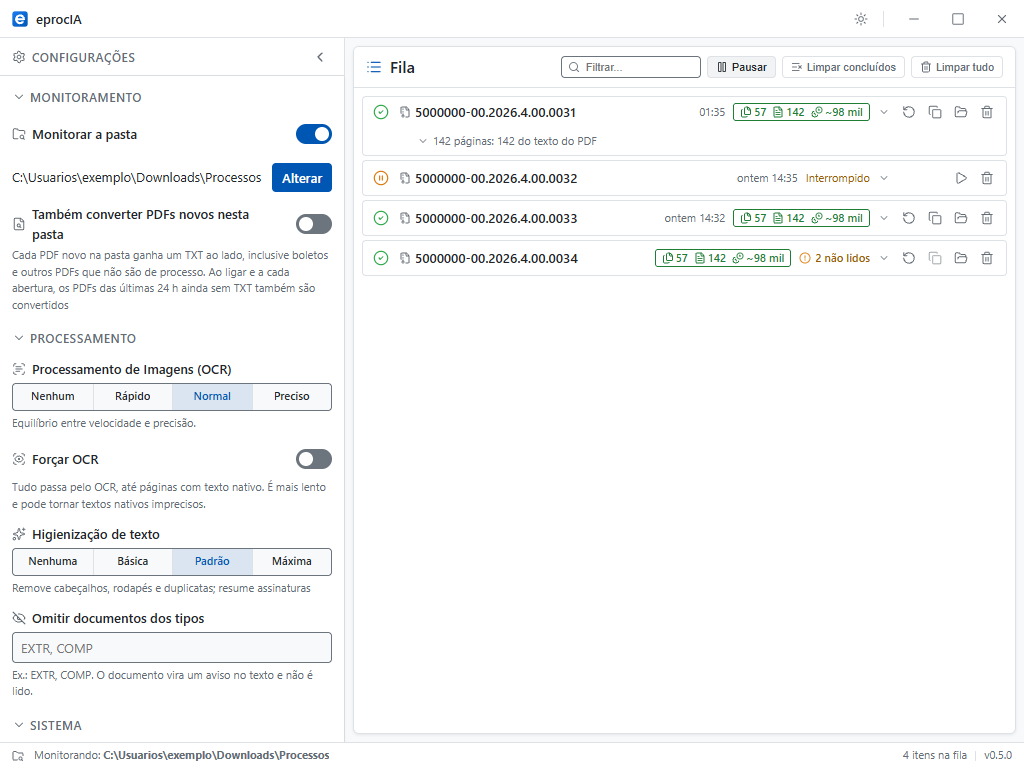 eprocIA
CONFIGURAÇÕES
MONITORAMENTO
Monitorar a pasta
C:\Usuarios\exemplo\Downloads\Processos
Alterar
Também converter PDFs novos nesta
pasta
Cada PDF novo na pasta ganha um TXT ao lado, inclusive boletos
e outros PDFs que não são de processo. Ao ligar e a cada
abertura, os PDFs das últimas 24 h ainda sem TXT também são
convertidos
PROCESSAMENTO
Processamento de Imagens (OCR)
Nenhum Rápido Normal Preciso
Equilíbrio entre velocidade e precisão.
Forçar OCR
Tudo passa pelo OCR, até páginas com texto nativo. É mais lento
e pode tornar textos nativos imprecisos.
Higienização de texto
Nenhuma Básica Padrão Máxima
Remove cabeçalhos, rodapés e duplicatas; resume assinaturas
Omitir documentos dos tipos
EXTR, COMP
Ex.: EXTR, COMP. O documento vira um aviso no texto e não é
lido.
SISTEMA
Fila
Filtrar...
Pausar
Limpar concluídos
Limpar tudo
5000000-00.2026.4.00.0031 01:35 57 142 ~98 mil
142 páginas: 142 do texto do PDF
5000000-00.2026.4.00.0032 ontem 14:35 Interrompido
5000000-00.2026.4.00.0033 ontem 14:32 57 142 ~98 mil
5000000-00.2026.4.00.0034 57 142 ~98 mil 2 não lidos
Monitorando: C:\Usuarios\exemplo\Downloads\Processos
4 itens na fila v0.5.0